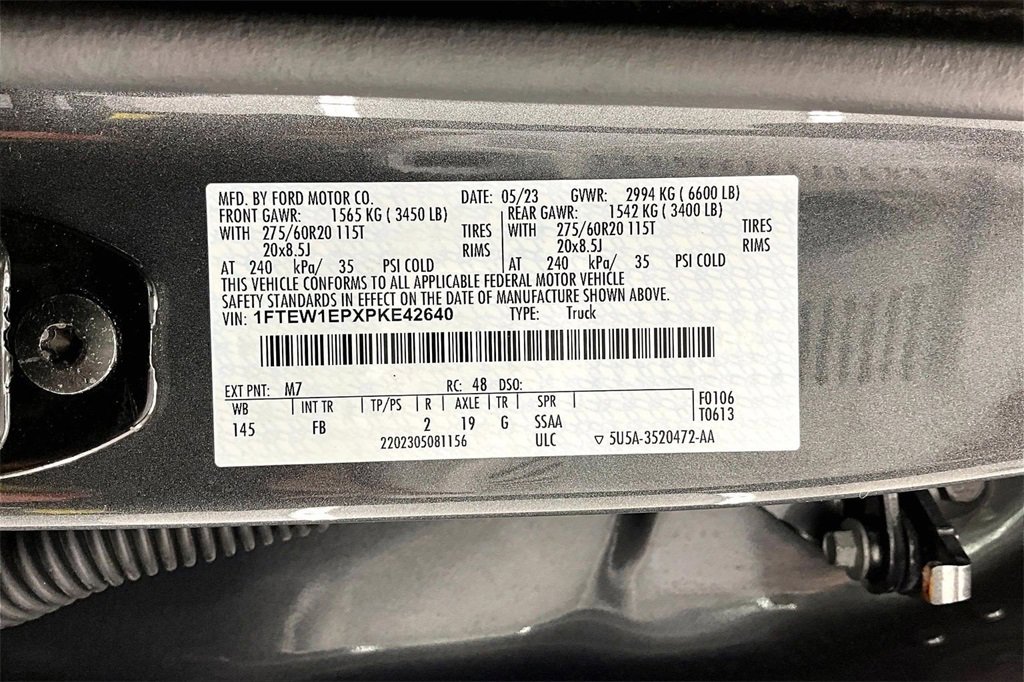 MFD. BY FORD MOTOR CO. DATE: 05/23 GVWR: 2994 KG ( 6600 LB)
FRONT GAWR: 1565 KG ( 3450 LB) REAR GAWR: 1542 KG ( 3400 LB)
WITH 275/60R20 115T TIRES WITH 275/60R20 115T TIRES
20x8.5J RIMS 20x8.5J RIMS
AT 240 kPa/ 35 PSI COLD AT 240 kPa/ 35 PSI COLD
THIS VEHICLE CONFORMS TO ALL APPLICABLE FEDERAL MOTOR VEHICLE
SAFETY STANDARDS IN EFFECT ON THE DATE OF MANUFACTURE SHOWN ABOVE.
VIN: 1FTEW1EPXPKE42640 TYPE: Truck
EXT PNT: M7 RC: 48 DSO:
WB INT TR TP/PS R AXLE TR SPR F0106
145 FB 2 19 G SSAA T0613
2202305081156 ULC 5U5A-3520472-AA